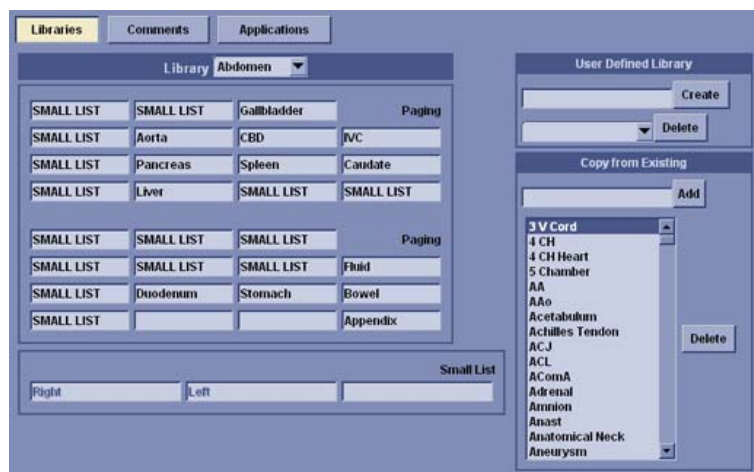 Libraries Comments Applications
Library Abdomen
SMALL LIST SMALL LIST Gallbladder Paging
SMALL LIST Aorta CBD IVC
SMALL LIST Pancreas Spleen Caudate
SMALL LIST Liver SMALL LIST SMALL LIST
SMALL LIST SMALL LIST SMALL LIST Paging
SMALL LIST SMALL LIST SMALL LIST Fluid
SMALL LIST Duodenum Stomach Bowel
SMALL LIST Appendix
Small List
Right Left
User Defined Library
Create
Delete
Copy from Existing
Add
3 V Cord
4 CH
4 CH Heart
5 Chamber
AA
AAo
Acetabulum
Achilles Tendon
ACJ
ACL
AComA
Adrenal
Amnion
Anast
Anatomical Neck
Aneurysm
Delete